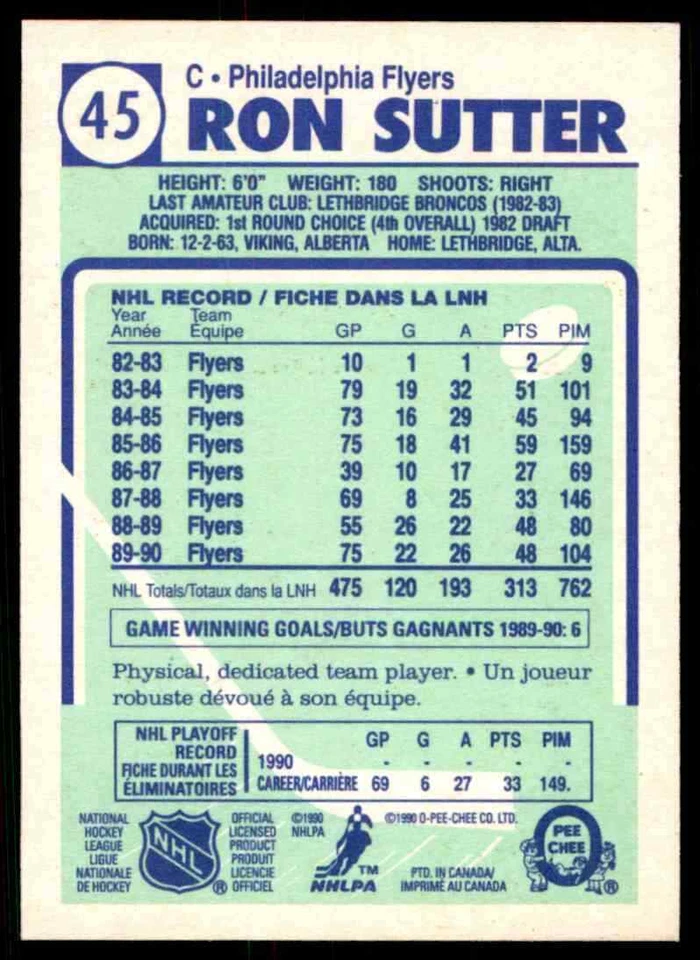 45
C • Philadelphia Flyers
RON SUTTER
HEIGHT: 6'0" WEIGHT: 180 SHOOTS: RIGHT
LAST AMATEUR CLUB: LETHBRIDGE BRONCOS (1982-83)
ACQUIRED: 1st ROUND CHOICE (4th OVERALL) 1982 DRAFT
BORN: 12-2-63, VIKING, ALBERTA HOME: LETHBRIDGE, ALTA.
NHL RECORD / FICHE DANS LA LNH
Year Team
Année Équipe GP G A PTS PIM
82-83 Flyers 10 1 1 2 9
83-84 Flyers 79 19 32 51 101
84-85 Flyers 73 16 29 45 94
85-86 Flyers 75 18 41 59 159
86-87 Flyers 39 10 17 27 69
87-88 Flyers 69 8 25 33 146
88-89 Flyers 55 26 22 48 80
89-90 Flyers 75 22 26 48 104
NHL Totals/Totaux dans la LNH 475 120 193 313 762
GAME WINNING GOALS/BUTS GAGNANTS 1989-90: 6
Physical, dedicated team player. • Un joueur
robuste dévoué à son équipe.
NHL PLAYOFF
RECORD
FICHE DURANT LES
ÉLIMINATOIRES
GP G A PTS PIM
1990 - - - - -
CAREER/CARRIÈRE 69 6 27 33 149.
NATIONAL
HOCKEY
LEAGUE
LIGUE
NATIONALE
DE HOCKEY
NHL
®
OFFICIAL
LICENSED
PRODUCT
PRODUIT
LICENCIE
OFFICIEL
©1990
NHLPA
TM
NHLPA
©1990 O-PEE-CHEE CO. LTD.
PTD. IN CANADA/
IMPRIMÉ AU CANADA
O
PEE
CHEE
®